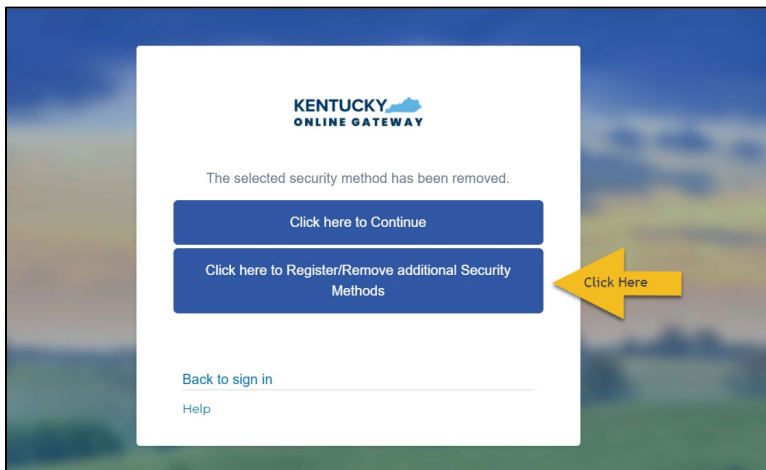 KENTUCKY
ONLINE GATEWAY
The selected security method has been removed.
Click here to Continue
Click here to Register/Remove additional Security
Methods
Click Here
Back to sign in
Help